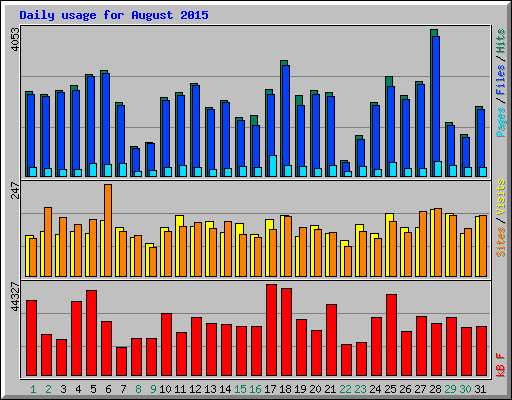 Daily usage for August 2015
4053
Pages / Files / Hits
247
Sites / Visits
44327
kB F
1 2 3 4 5 6 7 8 9 10 11 12 13 14 15 16 17 18 19 20 21 22 23 24 25 26 27 28 29 30 31